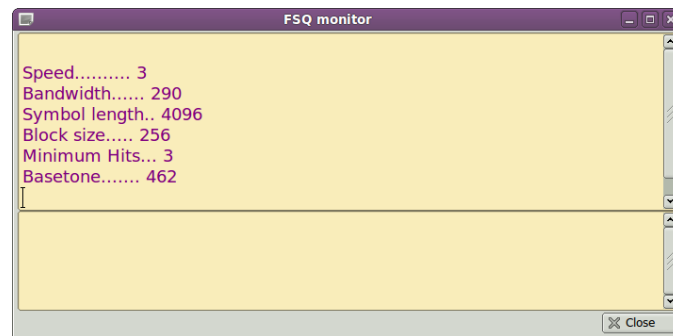 FSQ monitor
Speed.......... 3
Bandwidth...... 290
Symbol length.. 4096
Block size..... 256
Minimum Hits... 3
Basetone....... 462
Close